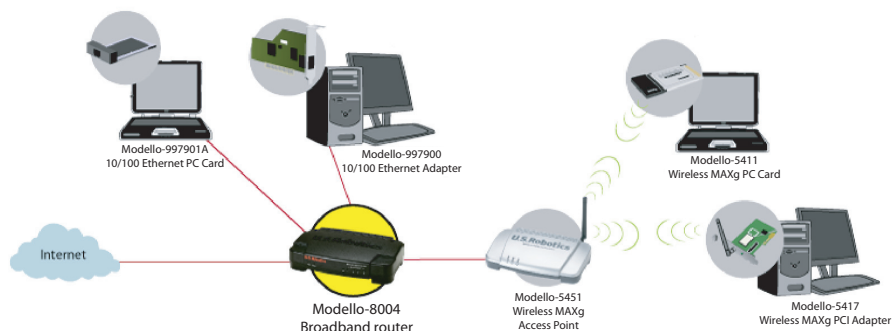 Modello-997901A
10/100 Ethernet PC Card
Modello-997900
10/100 Ethernet Adapter
Modello-5411
Wireless MAXg PC Card
Internet
U.S.Robotics
Modello-8004
Broadband router
Modello-5451
Wireless MAXg
Access Point
Modello-5417
Wireless MAXg PCI Adapter